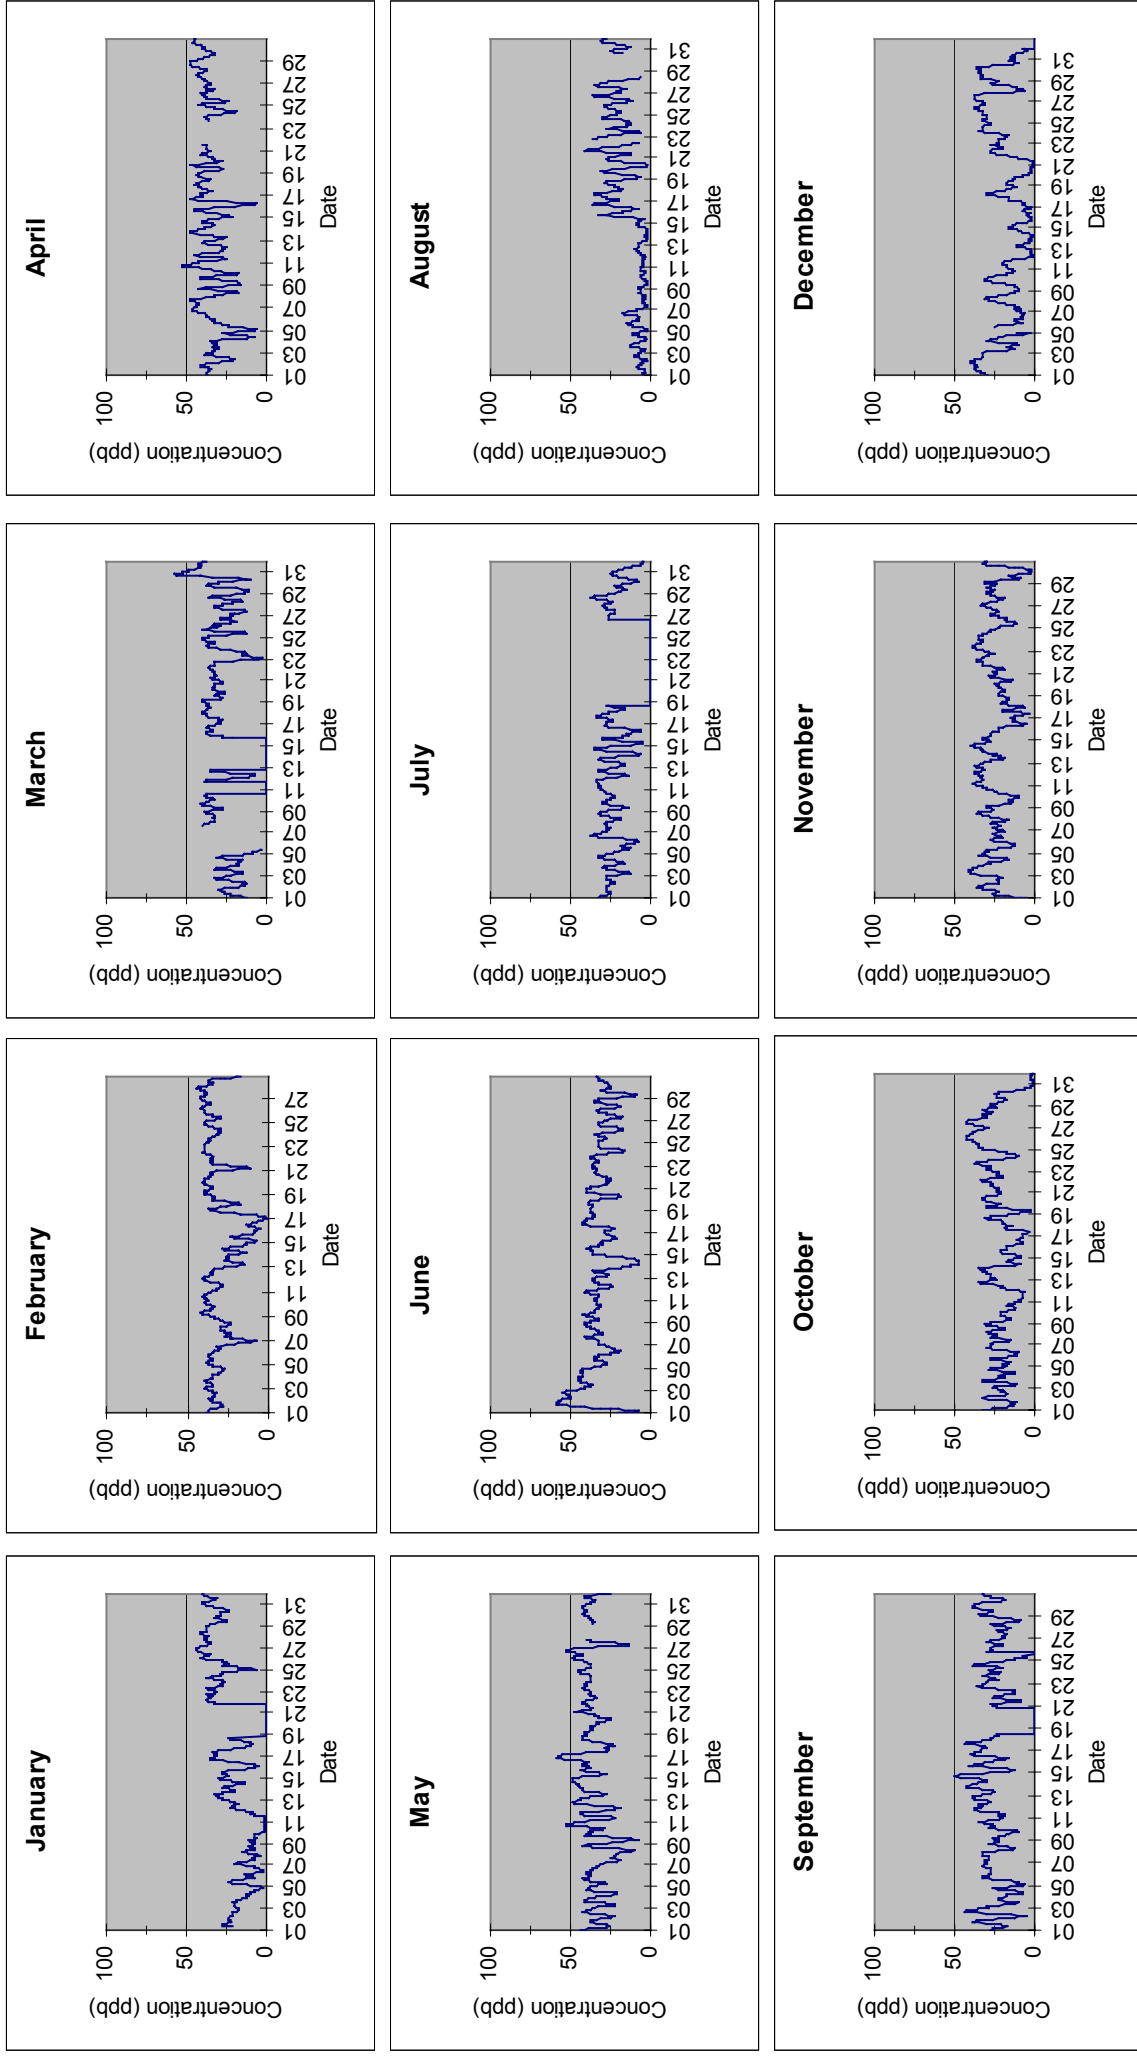 January
Concentration (ppb)
100
50
0
01 03 05 07 09 11 13 15 17 19 21 23 25 27 29 31
Date
February
Concentration (ppb)
100
50
0
01 03 05 07 09 11 13 15 17 19 21 23 25 27
Date
March
Concentration (ppb)
100
50
0
01 03 05 07 09 11 13 15 17 19 21 23 25 27 29 31
Date
April
Concentration (ppb)
100
50
0
01 03 05 07 09 11 13 15 17 19 21 23 25 27 29
Date
May
Concentration (ppb)
100
50
0
01 03 05 07 09 11 13 15 17 19 21 23 25 27 29 31
Date
June
Concentration (ppb)
100
50
0
01 03 05 07 09 11 13 15 17 19 21 23 25 27 29
Date
July
Concentration (ppb)
100
50
0
01 03 05 07 09 11 13 15 17 19 21 23 25 27 29 31
Date
August
Concentration (ppb)
100
50
0
01 03 05 07 09 11 13 15 17 19 21 23 25 27 29 31
Date
September
Concentration (ppb)
100
50
0
01 03 05 07 09 11 13 15 17 19 21 23 25 27 29
Date
October
Concentration (ppb)
100
50
0
01 03 05 07 09 11 13 15 17 19 21 23 25 27 29 31
Date
November
Concentration (ppb)
100
50
0
01 03 05 07 09 11 13 15 17 19 21 23 25 27 29
Date
December
Concentration (ppb)
100
50
0
01 03 05 07 09 11 13 15 17 19 21 23 25 27 29 31
Date